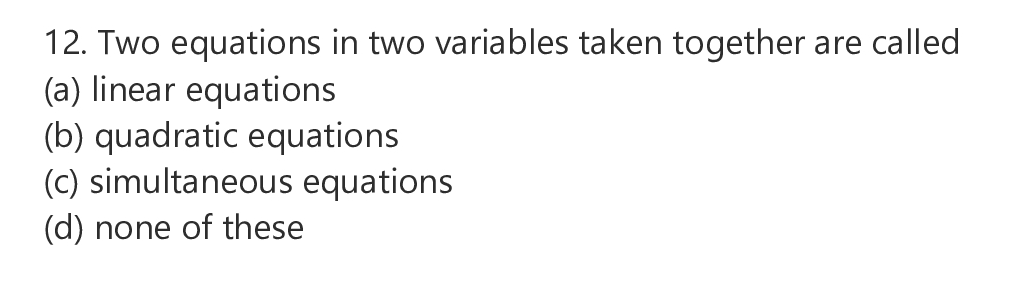 12. Two equations in two variables taken together are called
(a) linear equations
(b) quadratic equations
(c) simultaneous equations
(d) none of these